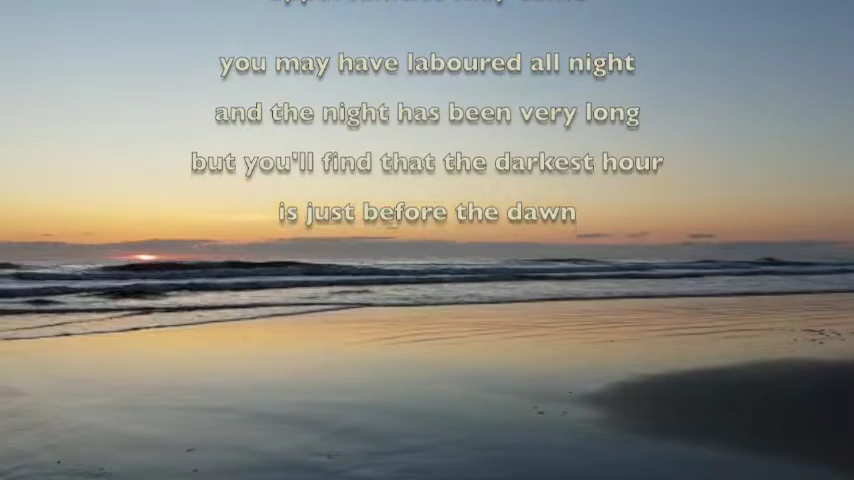 you may have laboured all night
and the night has been very long
but you'll find that the darkest hour
is just before the dawn